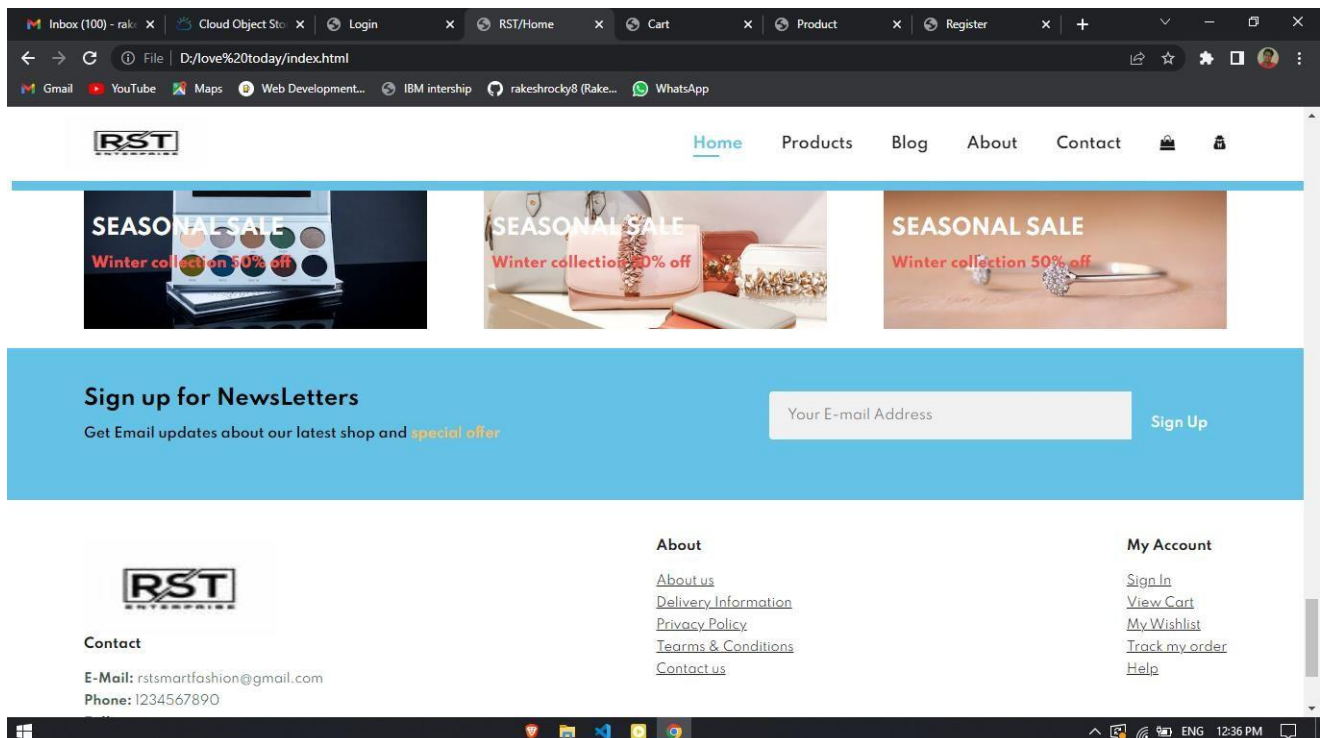 Inbox (100) - rake
Cloud Object Sto
Login
RST/Home
Cart
Product
Register
File | D:/love%20today/index.html
Gmail
YouTube
Maps
Web Development...
IBM intership
rakeshrocky8 (Rake...
WhatsApp
RST
ENTERPRISE
Home
Products
Blog
About
Contact
SEASONAL SALE
Winter collection 50% off
SEASONAL SALE
Winter collection 50% off
SEASONAL SALE
Winter collection 50% off
Sign up for NewsLetters
Get Email updates about our latest shop and special offer
Your E-mail Address
Sign Up
RST
ENTERPRISE
Contact
E-Mail: rstsmartfashion@gmail.com
Phone: 1234567890
About
About us
Delivery Information
Privacy Policy
Tearms & Conditions
Contact us
My Account
Sign In
View Cart
My Wishlist
Track my order
Help
ENG
12:36 PM